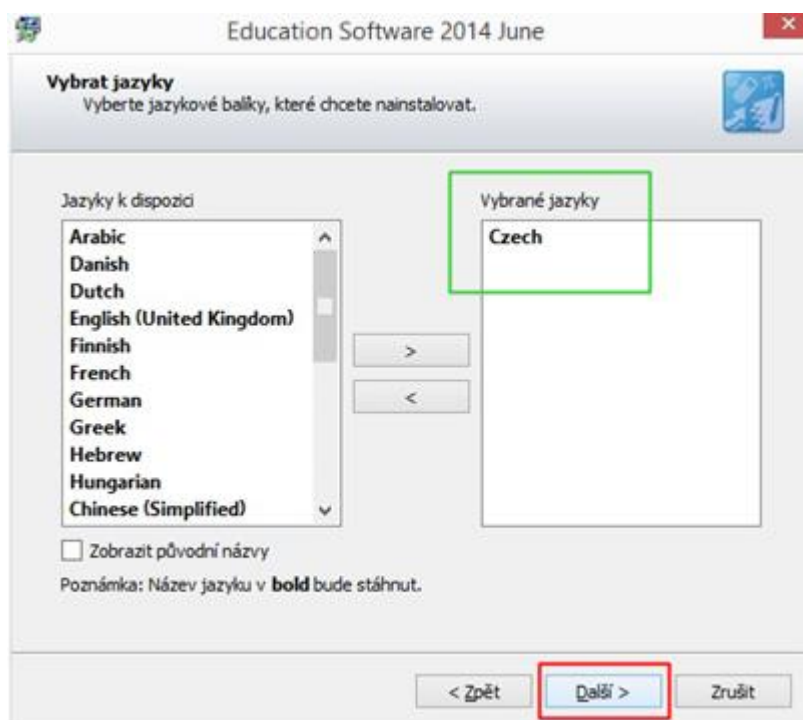 Education Software 2014 June
Vybrat jazyky
Vyberte jazykové balíky, které chcete nainstalovat.
Jazyky k dispozici
Arabic
Danish
Dutch
English (United Kingdom)
Finnish
French
German
Greek
Hebrew
Hungarian
Chinese (Simplified)
>
<
Vybrané jazyky
Czech
Zobrazit původní názvy
Poznámka: Název jazyku v bold bude stáhnut.
< Zpět
Další >
Zrušit